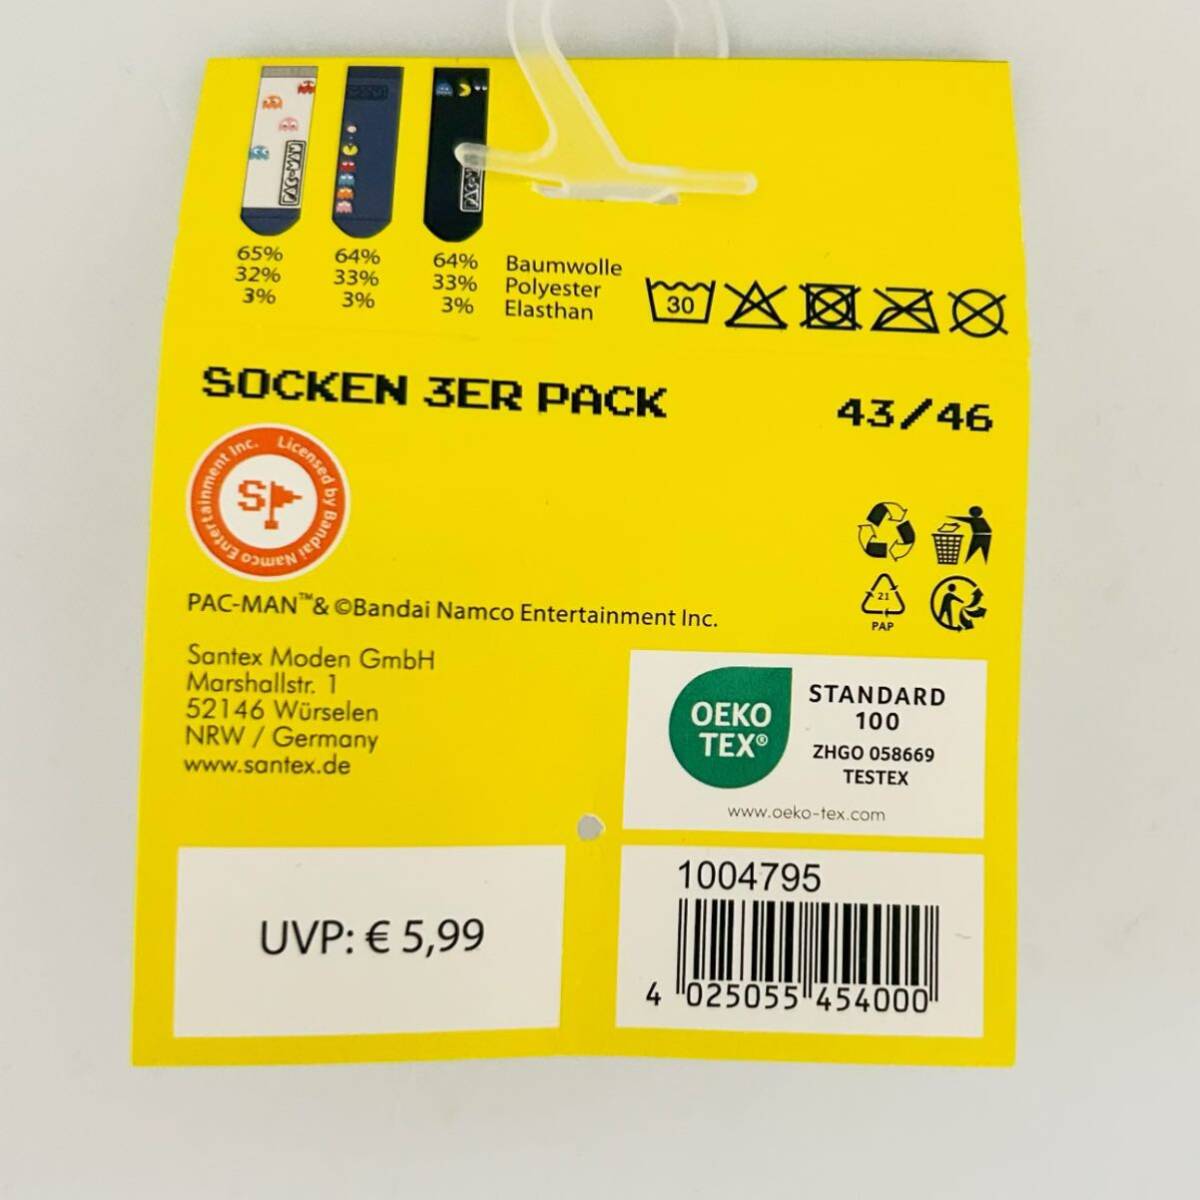 PAC-MAN
65% 64% 64% Baumwolle
32% 33% 33% Polyester
3% 3% 3% Elasthan
30
SOCKEN 3ER PACK
43/46
Licensed by Bandai Namco Entertainment Inc.
S
21
PAP
PAC-MAN™& ©Bandai Namco Entertainment Inc.
Santex Moden GmbH
Marshallstr. 1
52146 Würselen
NRW / Germany
www.santex.de
OEKO
TEX®
STANDARD
100
ZHGO 058669
TESTEX
www.oeko-tex.com
UVP: € 5,99
1004795
4 025055 454000